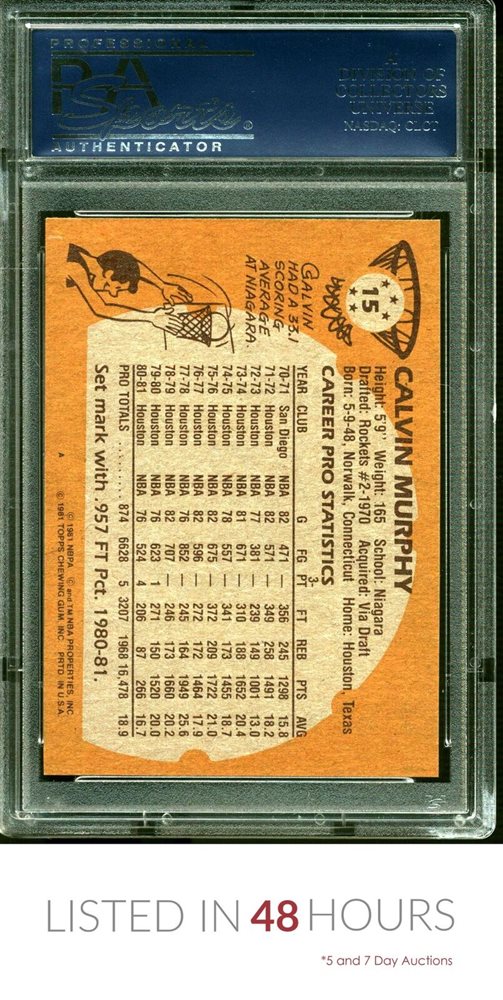 PROFESSIONAL
PSA
Sports®
AUTHENTICATOR
A
DIVISION OF
COLLECTORS
UNIVERSE
NASDAQ: CLCT
15
CALVIN MURPHY
Height: 5'9" Weight: 165 School: Niagara
Drafted: Rockets #2-1970 Acquired: Via Draft
Born: 5-9-48, Norwalk, Connecticut Home: Houston, Texas
CALVIN
HAD A 33.1
SCORING
AVERAGE
AT NIAGARA.
CAREER PRO STATISTICS
YEAR CLUB G FG 3-PT FT REB PTS AVG
70-71 San Diego NBA 82 471 — 356 245 1298 15.8
71-72 Houston NBA 82 571 — 349 258 1491 18.2
72-73 Houston NBA 77 381 — 239 149 1001 13.0
73-74 Houston NBA 81 671 — 310 188 1652 20.4
74-75 Houston NBA 78 557 — 341 173 1455 18.7
75-76 Houston NBA 82 675 — 372 209 1722 21.0
76-77 Houston NBA 82 596 — 272 172 1464 17.9
77-78 Houston NBA 76 852 — 245 164 1949 25.6
78-79 Houston NBA 82 707 — 246 173 1660 20.2
79-80 Houston NBA 76 623 1 271 150 1520 20.0
80-81 Houston NBA 76 524 4 206 87 266 16.7
PRO TOTALS ........ 874 6628 5 3207 1968 16,478 18.9
Set mark with .957 FT Pct. 1980-81.
A
© 1981 NBPA © and TM NBA PROPERTIES, INC.
© 1981 TOPPS CHEWING GUM, INC. PRTD. IN U.S.A.
LISTED IN 48 HOURS
*5 and 7 Day Auctions